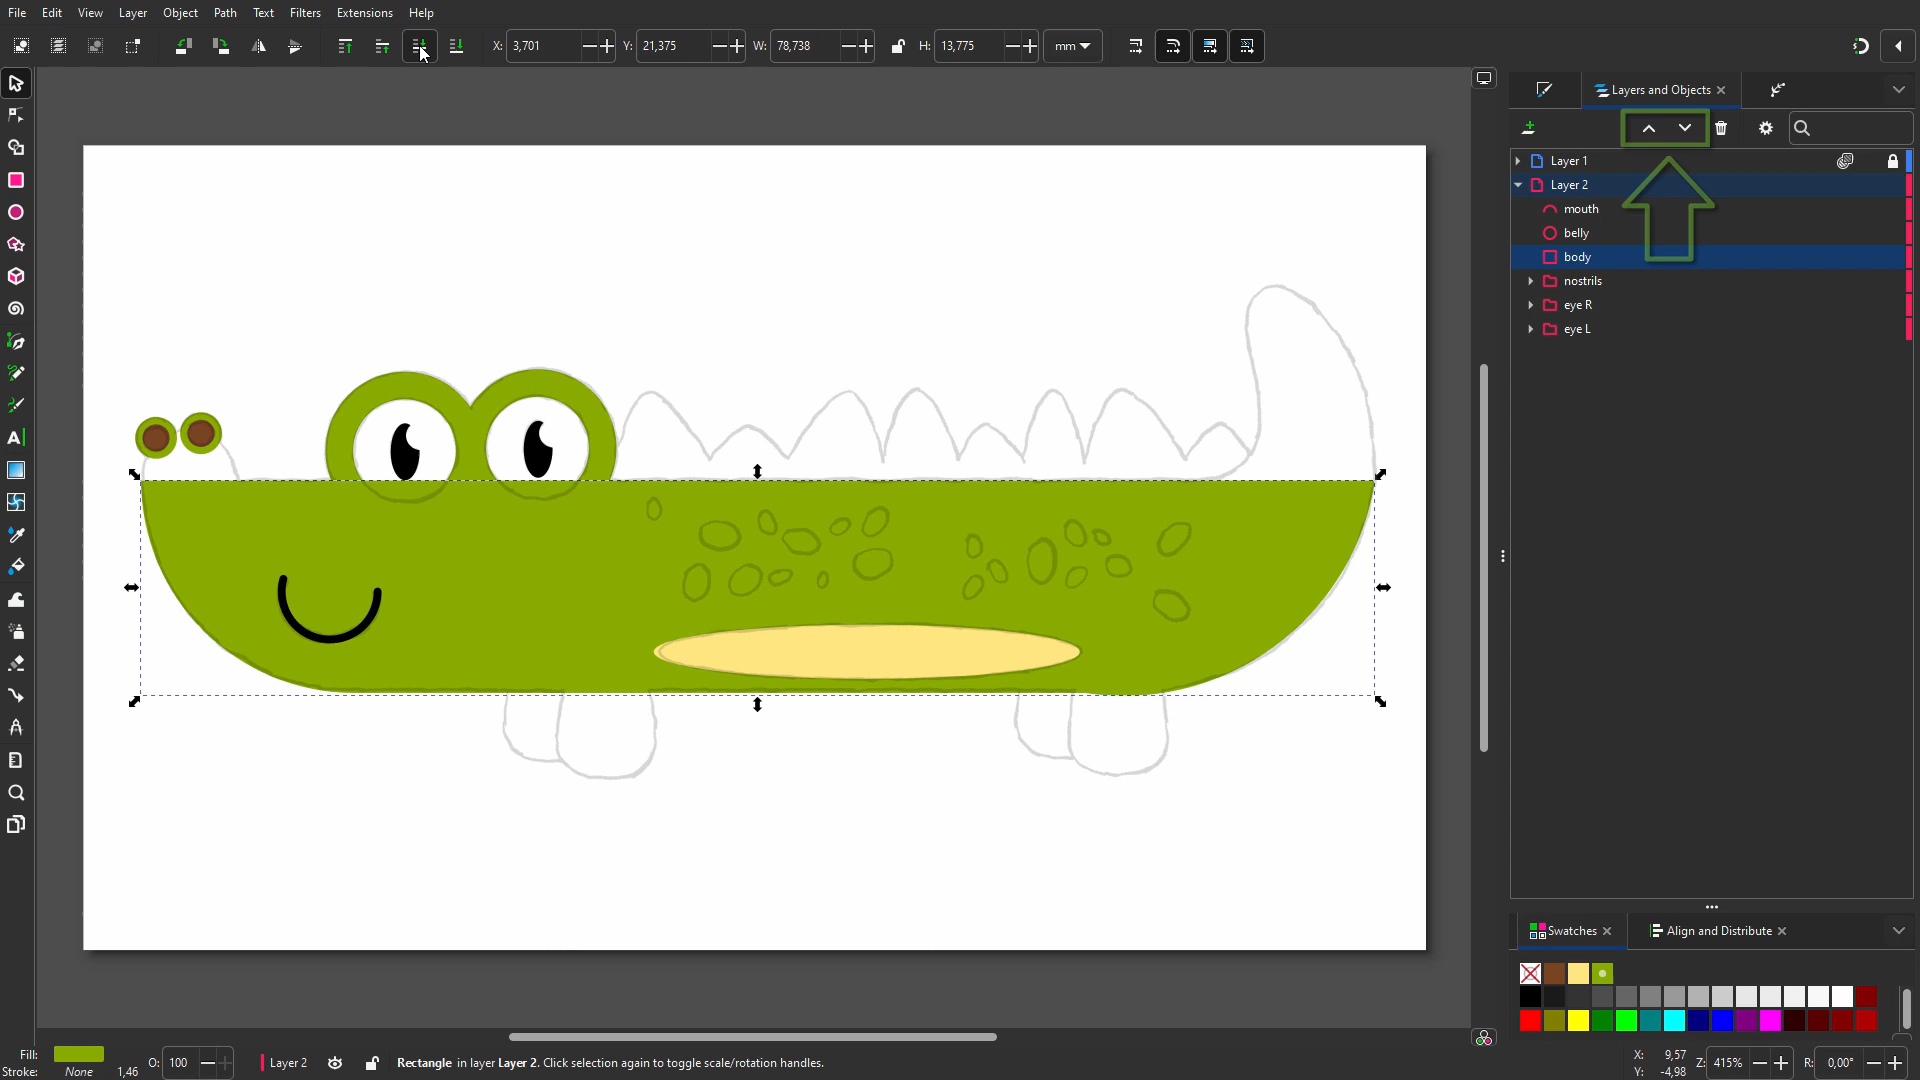 File Edit View Layer Object Path Text Filters Extensions Help
X: 3,701 Y: 21,375 W: 78,738 H: 13,775 mm
Layers and Objects
Layer 1
Layer 2
mouth
belly
body
nostrils
eye R
eye L
Swatches Align and Distribute
Fill:
Stroke: None 1,46 O: 100 Layer 2 Rectangle in layer Layer 2. Click selection again to toggle scale/rotation handles.
X: 9,57
Y: -4,98
Z: 415% R: 0,00°